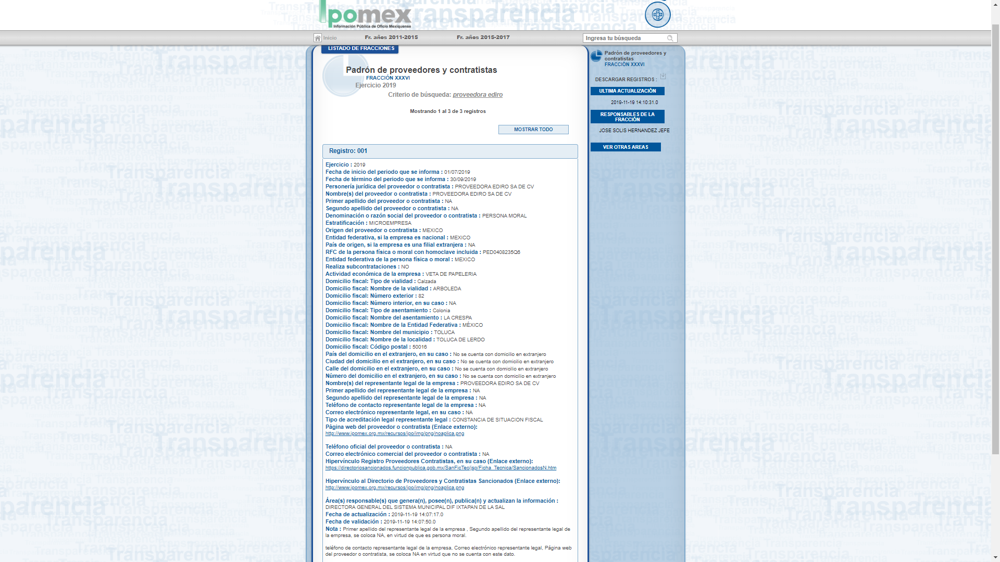 Ipomex
Información Pública de Oficio Mexiquense
Inicio
Fr. años 2011-2015
Fr. años 2015-2017
Ingresa tu búsqueda
LISTADO DE FRACCIONES
Padrón de proveedores y contratistas
FRACCIÓN XXXVI
Ejercicio 2019
Criterio de búsqueda: proveedora ediro
Mostrando 1 al 3 de 3 registros
MOSTRAR TODO
Registro: 001
Ejercicio : 2019
Fecha de inicio del periodo que se informa : 01/07/2019
Fecha de término del periodo que se informa : 30/09/2019
Personería jurídica del proveedor o contratista : PROVEEDORA EDIRO SA DE CV
Nombre(s) del proveedor o contratista : PROVEEDORA EDIRO SA DE CV
Primer apellido del proveedor o contratista : NA
Segundo apellido del proveedor o contratista : NA
Denominación o razón social del proveedor o contratista : PERSONA MORAL
Estratificación : MICROEMPRESA
Origen del proveedor o contratista : MEXICO
Entidad federativa, si la empresa es nacional : MEXICO
País de origen, si la empresa es una filial extranjera : NA
RFC de la persona física o moral con homoclave incluida : PED0408235Q6
Entidad federativa de la persona física o moral : MEXICO
Realiza subcontrataciones : NO
Actividad económica de la empresa : VETA DE PAPELERIA
Domicilio fiscal: Tipo de vialidad : Calzada
Domicilio fiscal: Nombre de la vialidad : ARBOLEDA
Domicilio fiscal: Número exterior : 82
Domicilio fiscal: Número interior, en su caso : NA
Domicilio fiscal: Tipo de asentamiento : Colonia
Domicilio fiscal: Nombre del asentamiento : LA CRESPA
Domicilio fiscal: Nombre de la Entidad Federativa : MÉXICO
Domicilio fiscal: Nombre del municipio : TOLUCA
Domicilio fiscal: Nombre de la localidad : TOLUCA DE LERDO
Domicilio fiscal: Código postal : 50016
País del domicilio en el extranjero, en su caso : No se cuenta con domicilio en extranjero
Ciudad del domicilio en el extranjero, en su caso : No se cuenta con domicilio en extranjero
Calle del domicilio en el extranjero, en su caso : No se cuenta con domicilio en extranjero
Número del domicilio en el extranjero, en su caso : No se cuenta con domicilio en extranjero
Nombre(s) del representante legal de la empresa : PROVEEDORA EDIRO SA DE CV
Primer apellido del representante legal de la empresa : NA
Segundo apellido del representante legal de la empresa : NA
Teléfono de contacto representante legal de la empresa : NA
Correo electrónico representante legal, en su caso : NA
Tipo de acreditación legal representante legal : CONSTANCIA DE SITUACION FISCAL
Página web del proveedor o contratista (Enlace externo):
http://www.ipomex.org.mx/recursos/ipo/img/png/noaplica.png
Teléfono oficial del proveedor o contratista : NA
Correo electrónico comercial del proveedor o contratista : NA
Hipervínculo Registro Proveedores Contratistas, en su caso (Enlace externo):
https://directoriosancionados.funcionpublica.gob.mx/SanFicTec/jsp/Ficha_Tecnica/SancionadosN.htm
Hipervínculo al Directorio de Proveedores y Contratistas Sancionados (Enlace externo):
http://www.ipomex.org.mx/recursos/ipo/img/png/noaplica.png
Área(s) responsable(s) que genera(n), posee(n), publica(n) y actualizan la información :
DIRECTORA GENERAL DEL SISTEMA MUNICIPAL DIF IXTAPAN DE LA SAL
Fecha de actualización : 2019-11-19 14:07:17.0
Fecha de validación : 2019-11-19 14:07:50.0
Nota : Primer apellido del representante legal de la empresa , Segundo apellido del representante legal de
la empresa, se coloca NA, en virtud de que es persona moral.
teléfono de contacto representante legal de la empresa, Correo electrónico representante legal, Página web
del proveedor o contratista, se coloca NA en virtud que no se cuenta con este dato.
Padrón de proveedores y
contratistas
FRACCIÓN XXXVI
DESCARGAR REGISTROS :
ULTIMA ACTUALIZACIÓN
2019-11-19 14:10:31.0
RESPONSABLES DE LA
FRACCIÓN
JOSE SOLIS HERNANDEZ JEFE
VER OTRAS AREAS